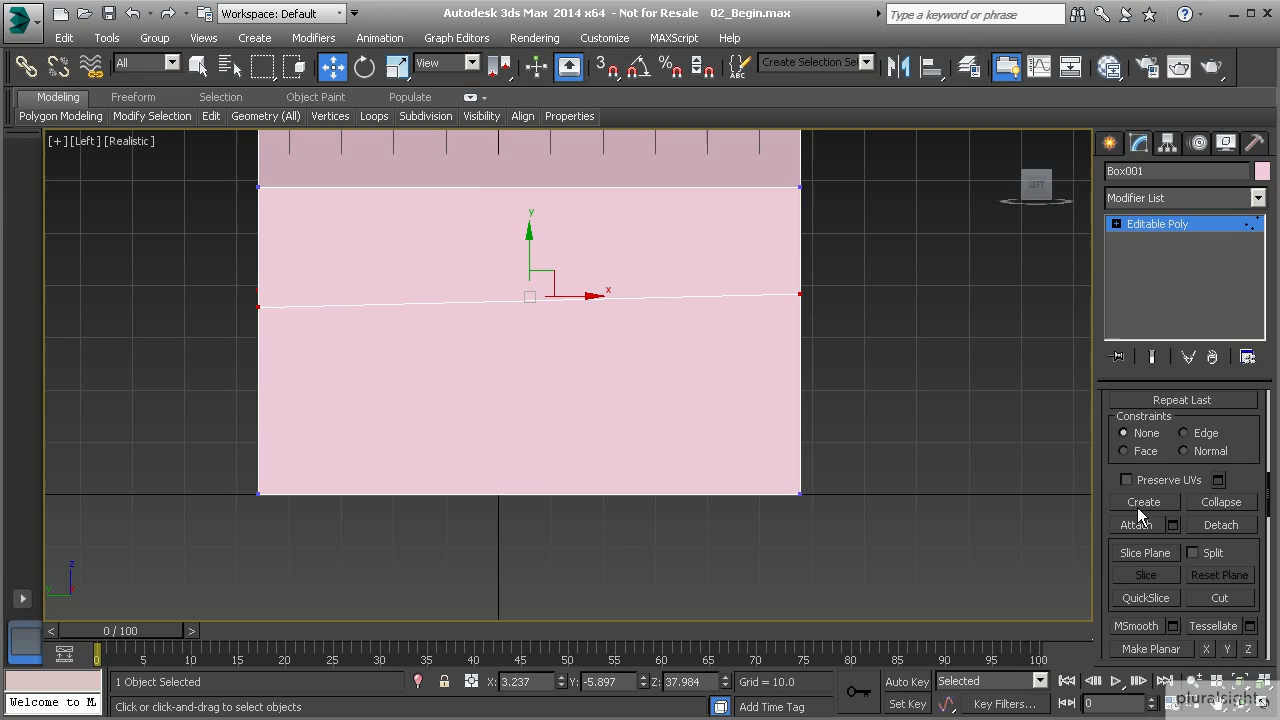 Workspace: Default
Autodesk 3ds Max 2014 x64 - Not for Resale 02_Begin.max
Type a keyword or phrase
Edit Tools Group Views Create Modifiers Animation Graph Editors Rendering Customize MAXScript Help
All
View
Create Selection Se
Modeling Freeform Selection Object Paint Populate
Polygon Modeling Modify Selection Edit Geometry (All) Vertices Loops Subdivision Visibility Align Properties
[+] [Left ] [Realistic ]
LEFT
y
x
z
y
x
Box001
Modifier List
Editable Poly
Repeat Last
Constraints
None Edge
Face Normal
Preserve UVs
Create Collapse
Attach Detach
Slice Plane Split
Slice Reset Plane
QuickSlice Cut
MSmooth Tessellate
Make Planar X Y Z
< 0 / 100 >
0 5 10 15 20 25 30 35 40 45 50 55 60 65 70 75 80 85 90 95 100
1 Object Selected
X: 3.237 Y: -5.897 Z: 37.984 Grid = 10.0
Auto Key Selected
Welcome to M
Click or click-and-drag to select objects
Add Time Tag
Set Key Key Filters... 0
pluralsight